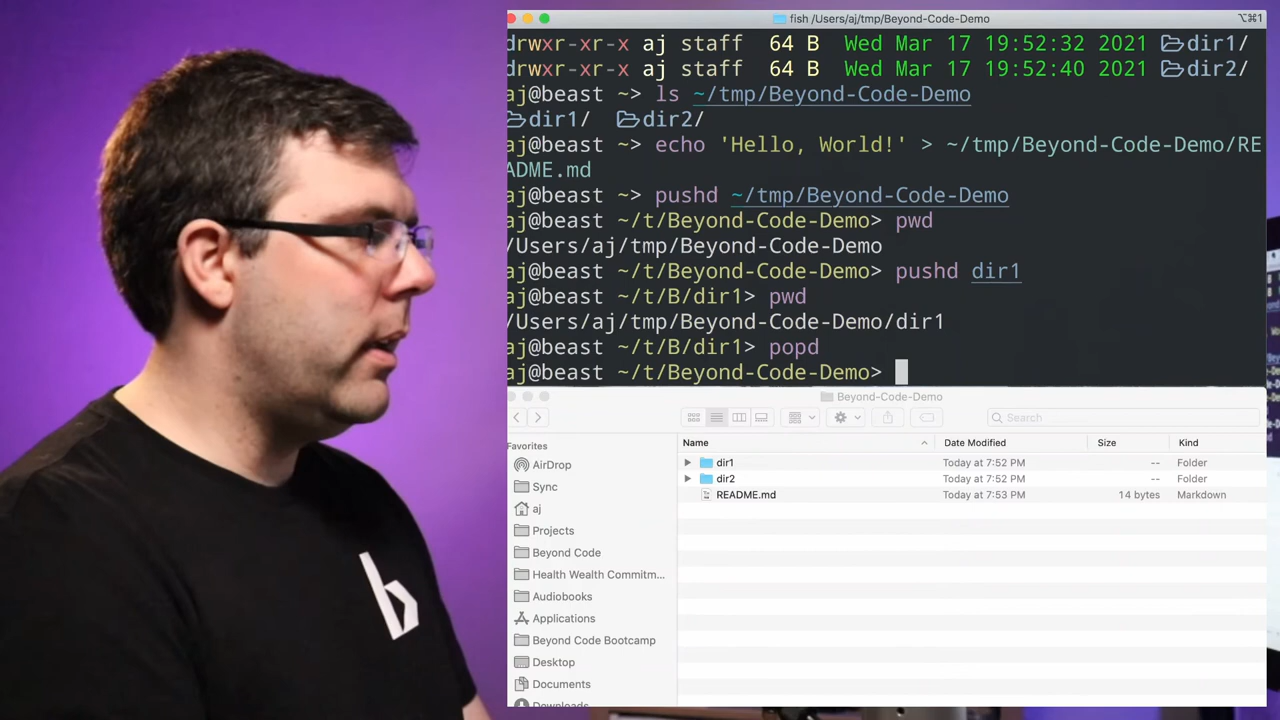 fish /Users/aj/tmp/Beyond-Code-Demo
⌥⌘1
drwxr-xr-x aj staff 64 B Wed Mar 17 19:52:32 2021 dir1/
drwxr-xr-x aj staff 64 B Wed Mar 17 19:52:40 2021 dir2/
aj@beast ~> ls ~/tmp/Beyond-Code-Demo
dir1/ dir2/
aj@beast ~> echo 'Hello, World!' > ~/tmp/Beyond-Code-Demo/RE
ADME.md
aj@beast ~> pushd ~/tmp/Beyond-Code-Demo
aj@beast ~/t/Beyond-Code-Demo> pwd
/Users/aj/tmp/Beyond-Code-Demo
aj@beast ~/t/Beyond-Code-Demo> pushd dir1
aj@beast ~/t/B/dir1> pwd
/Users/aj/tmp/Beyond-Code-Demo/dir1
aj@beast ~/t/B/dir1> popd
aj@beast ~/t/Beyond-Code-Demo>
Beyond-Code-Demo
Search
Favorites
AirDrop
Sync
aj
Projects
Beyond Code
Health Wealth Commitm...
Audiobooks
Applications
Beyond Code Bootcamp
Desktop
Documents
Downloads
Name Date Modified Size Kind
dir1 Today at 7:52 PM -- Folder
dir2 Today at 7:52 PM -- Folder
README.md Today at 7:53 PM 14 bytes Markdown
b